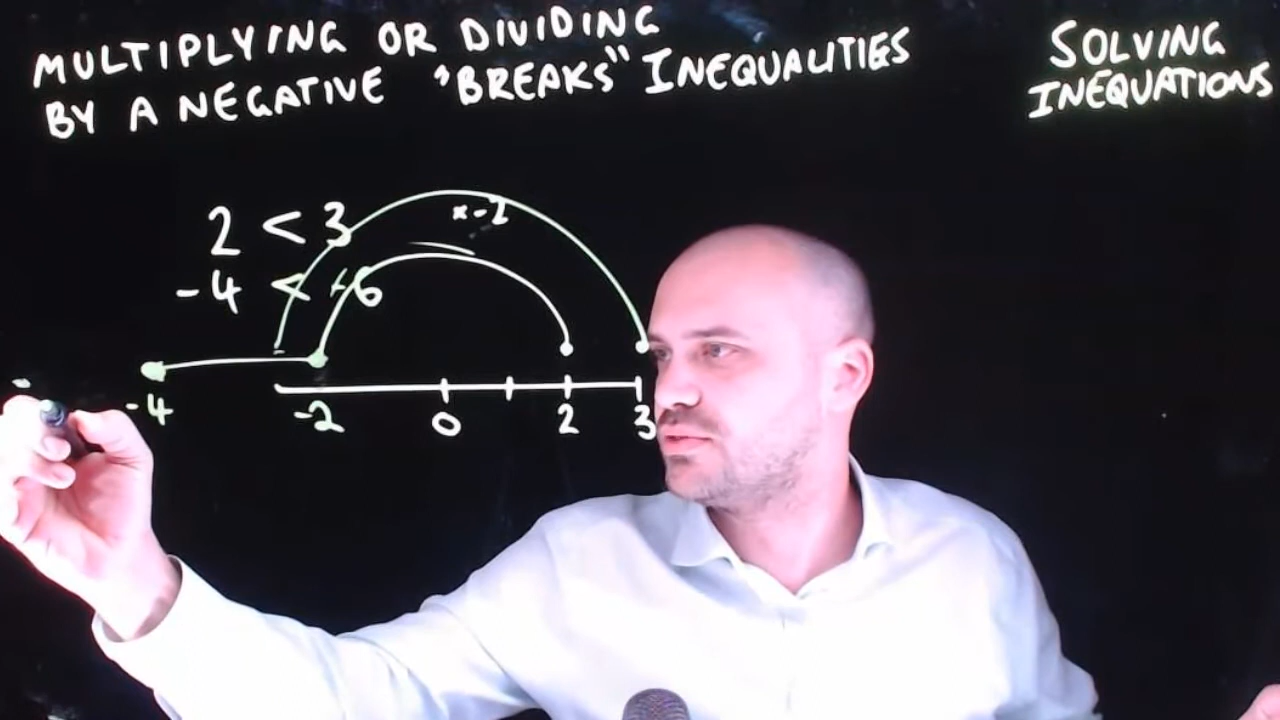 MULTIPLYING OR DIVIDING
BY A NEGATIVE "BREAKS" INEQUALITIES
SOLVING
INEQUATIONS
2 < 3
x-2
-4 < -6
-4 -2 0 2 3